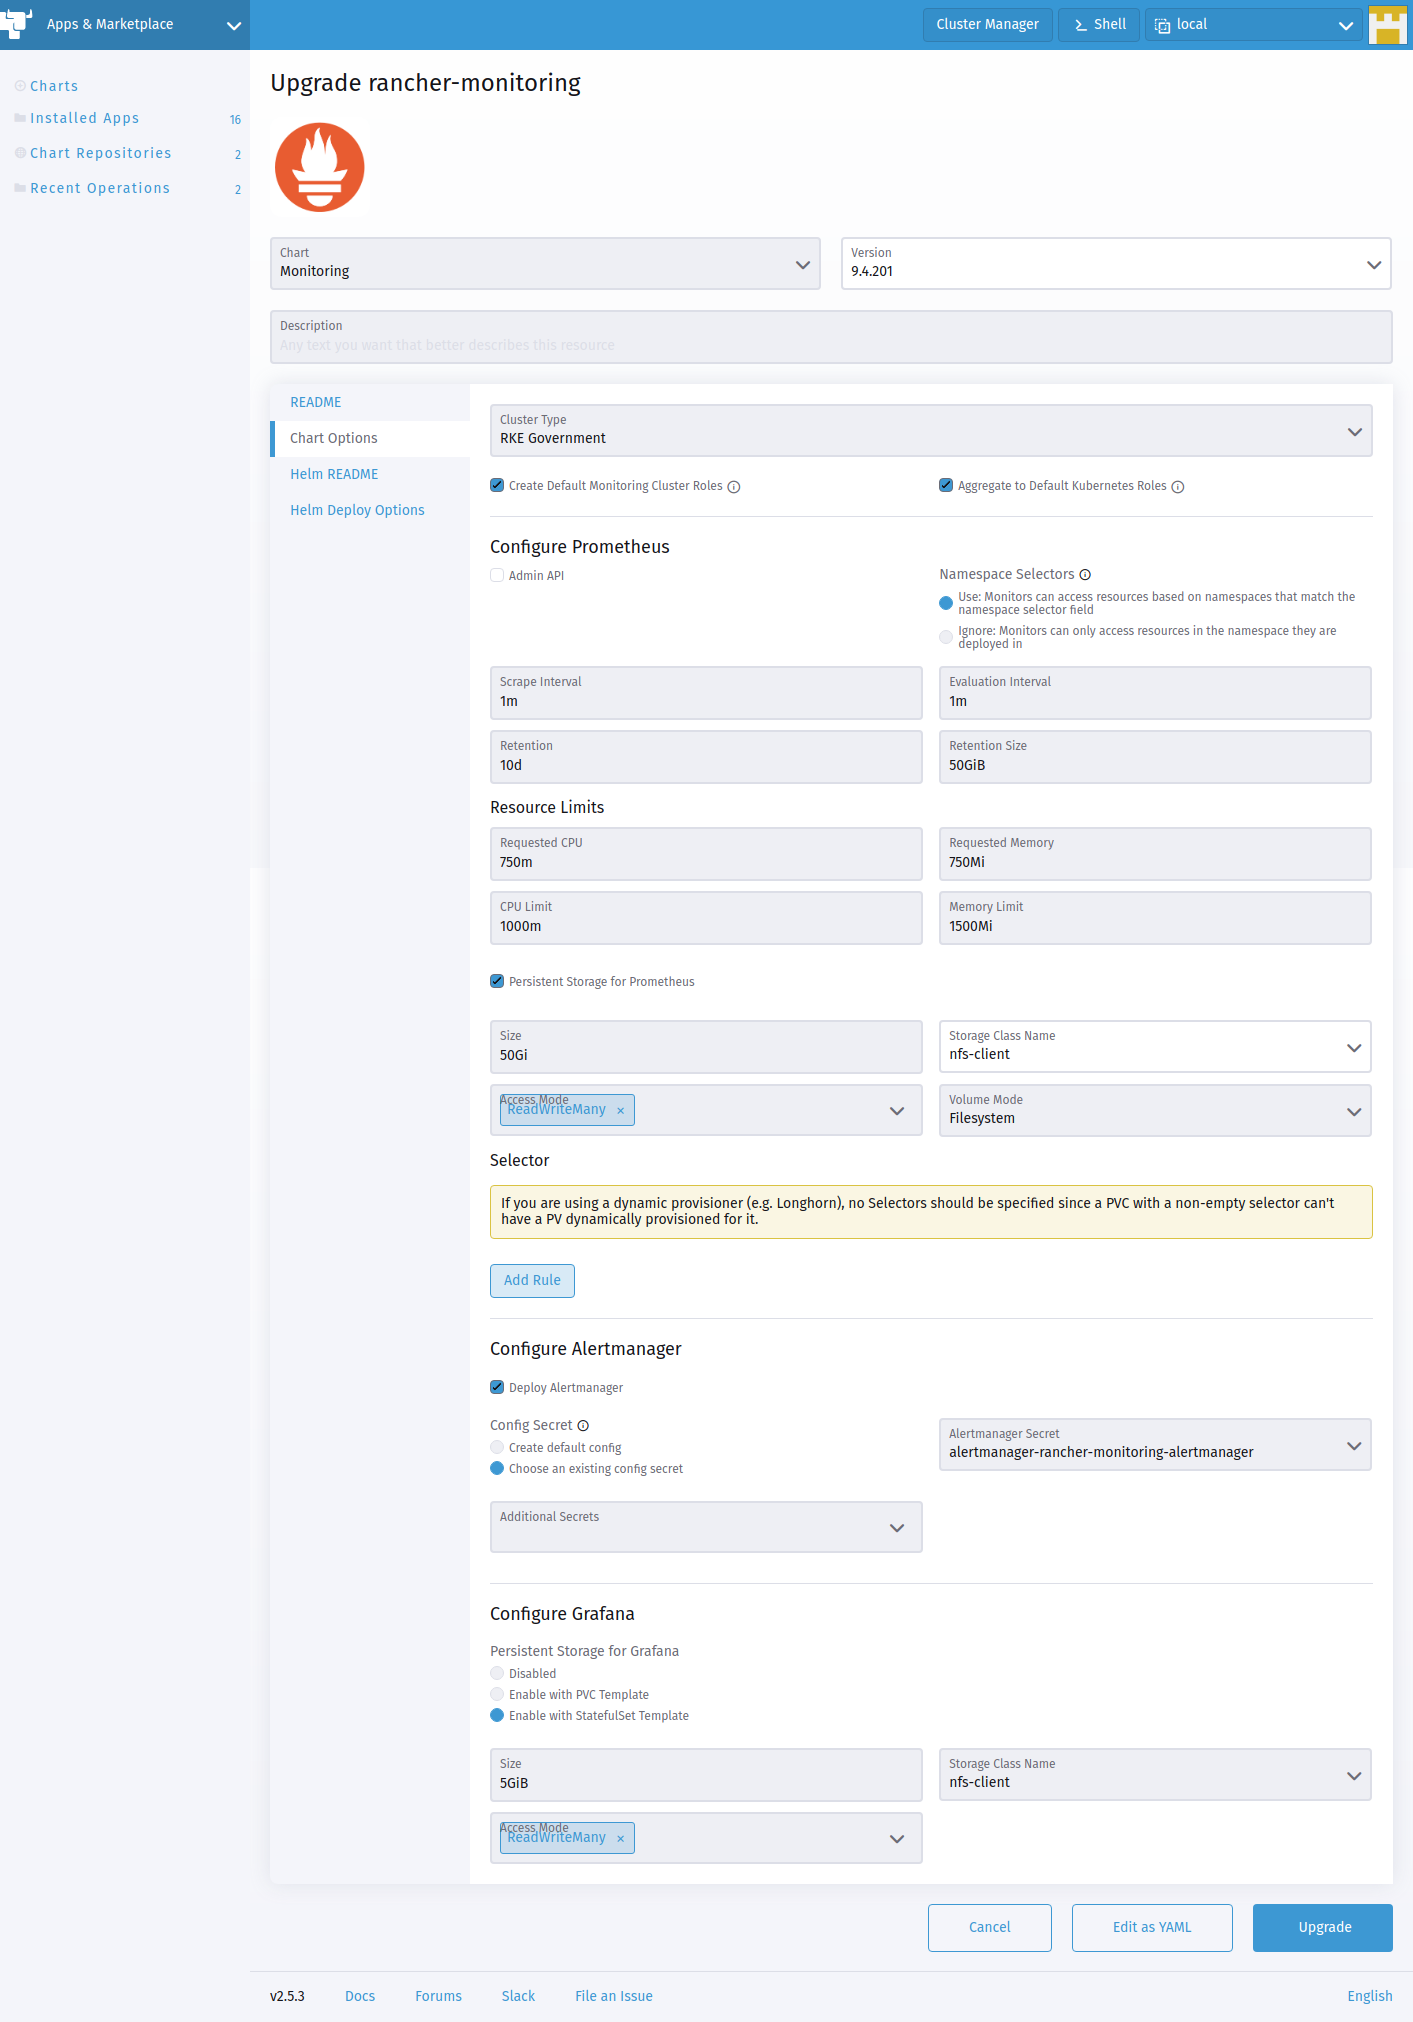 Apps & Marketplace
Cluster Manager
Shell
local
Charts
Installed Apps 16
Chart Repositories 2
Recent Operations 2
Upgrade rancher-monitoring
Chart
Monitoring
Version
9.4.201
Description
Any text you want that better describes this resource
README
Chart Options
Helm README
Helm Deploy Options
Cluster Type
RKE Government
Create Default Monitoring Cluster Roles
Aggregate to Default Kubernetes Roles
Configure Prometheus
Admin API
Namespace Selectors
Use: Monitors can access resources based on namespaces that match the
namespace selector field
Ignore: Monitors can only access resources in the namespace they are
deployed in
Scrape Interval
1m
Evaluation Interval
1m
Retention
10d
Retention Size
50GiB
Resource Limits
Requested CPU
750m
Requested Memory
750Mi
CPU Limit
1000m
Memory Limit
1500Mi
Persistent Storage for Prometheus
Size
50Gi
Storage Class Name
nfs-client
Access Mode
ReadWriteMany ×
Volume Mode
Filesystem
Selector
If you are using a dynamic provisioner (e.g. Longhorn), no Selectors should be specified since a PVC with a non-empty selector can't
have a PV dynamically provisioned for it.
Add Rule
Configure Alertmanager
Deploy Alertmanager
Config Secret
Create default config
Choose an existing config secret
Alertmanager Secret
alertmanager-rancher-monitoring-alertmanager
Additional Secrets
Configure Grafana
Persistent Storage for Grafana
Disabled
Enable with PVC Template
Enable with StatefulSet Template
Size
5GiB
Storage Class Name
nfs-client
Access Mode
ReadWriteMany ×
Cancel
Edit as YAML
Upgrade
v2.5.3
Docs
Forums
Slack
File an Issue
English